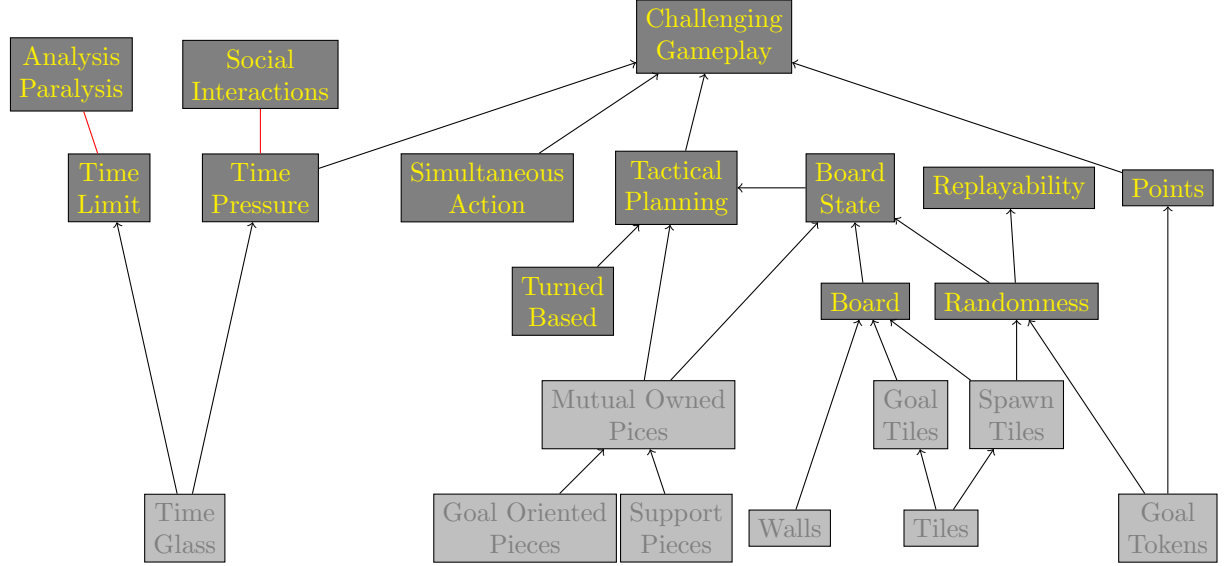 Challenging
Gameplay
Analysis
Paralysis
Social
Interactions
Time
Limit
Time
Pressure
Simultaneous
Action
Tactical
Planning
Board
State
Replayability
Points
Turned
Based
Board
Randomness
Mutual Owned
Pices
Goal
Tiles
Spawn
Tiles
Time
Glass
Goal Oriented
Pieces
Support
Pieces
Walls
Tiles
Goal
Tokens